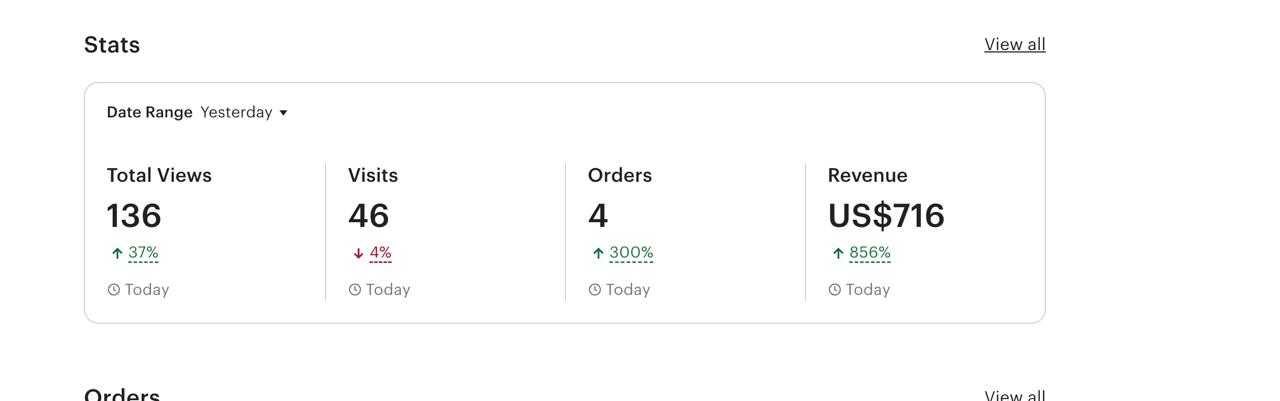 Stats
View all
Date Range Yesterday
Total Views
136
37%
Today
Visits
46
4%
Today
Orders
4
300%
Today
Revenue
US$716
856%
Today
Orders
View all